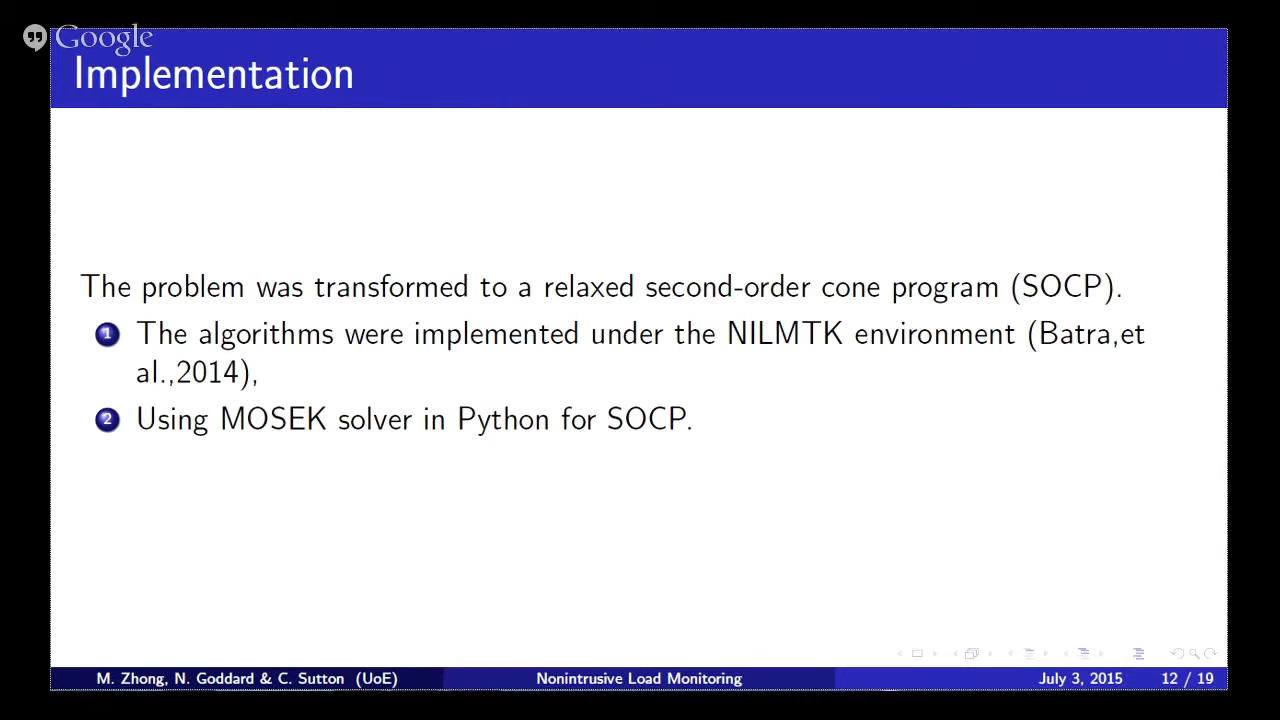 Google
Implementation
The problem was transformed to a relaxed second-order cone program (SOCP).
1 The algorithms were implemented under the NILMTK environment (Batra,et
al.,2014),
2 Using MOSEK solver in Python for SOCP.
M. Zhong, N. Goddard & C. Sutton (UoE) Nonintrusive Load Monitoring July 3, 2015 12 / 19